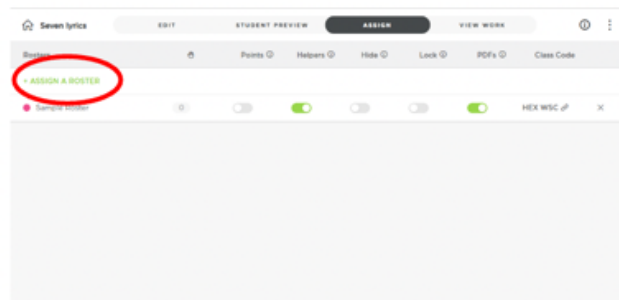 Seven lyrics EDIT STUDENT PREVIEW ASSIGN VIEW WORK
Rosters Points Helpers Hide Lock PDFs Class Code
+ ASSIGN A ROSTER
Sample Roster 0 HEX WSC